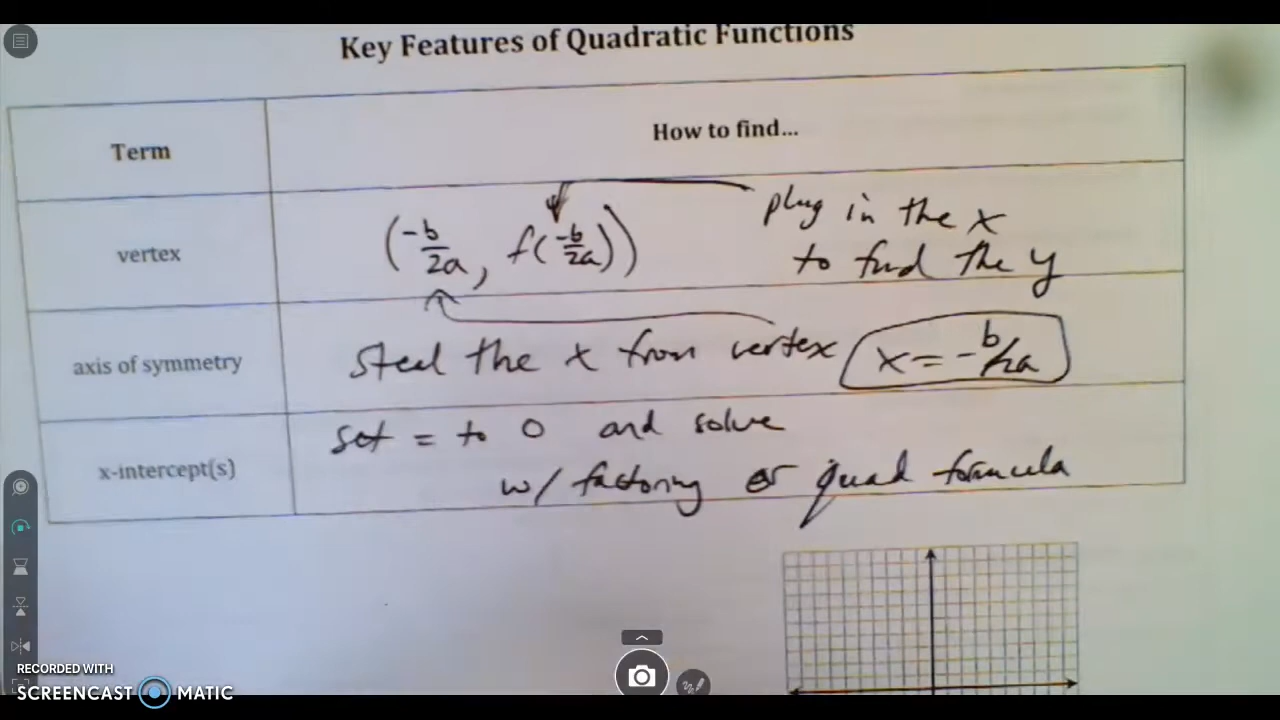 Key Features of Quadratic Functions
Term
How to find...
vertex
(-b/2a, f(-b/2a))
plug in the x
to find the y
axis of symmetry
steal the x from vertex
x = -b/2a
x-intercept(s)
set = to 0 and solve
w/ factoring or quad formula
RECORDED WITH
SCREENCAST MATIC